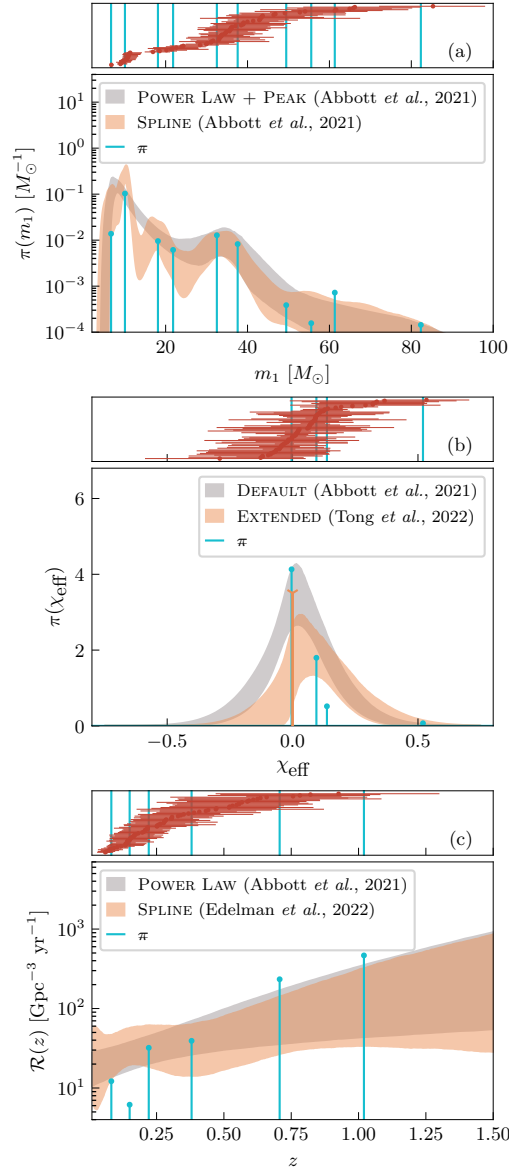 (a)
POWER LAW + PEAK (Abbott et al., 2021)
SPLINE (Abbott et al., 2021)
π
π(m₁) [M⊙⁻¹]
10¹
10⁰
10⁻¹
10⁻²
10⁻³
10⁻⁴
20 40 60 80 100
m₁ [M⊙]
(b)
DEFAULT (Abbott et al., 2021)
EXTENDED (Tong et al., 2022)
π
π(χeff)
6
4
2
0
−0.5 0.0 0.5
χeff
(c)
POWER LAW (Abbott et al., 2021)
SPLINE (Edelman et al., 2022)
π
R(z) [Gpc⁻³ yr⁻¹]
10³
10²
10¹
0.25 0.50 0.75 1.00 1.25 1.50
z